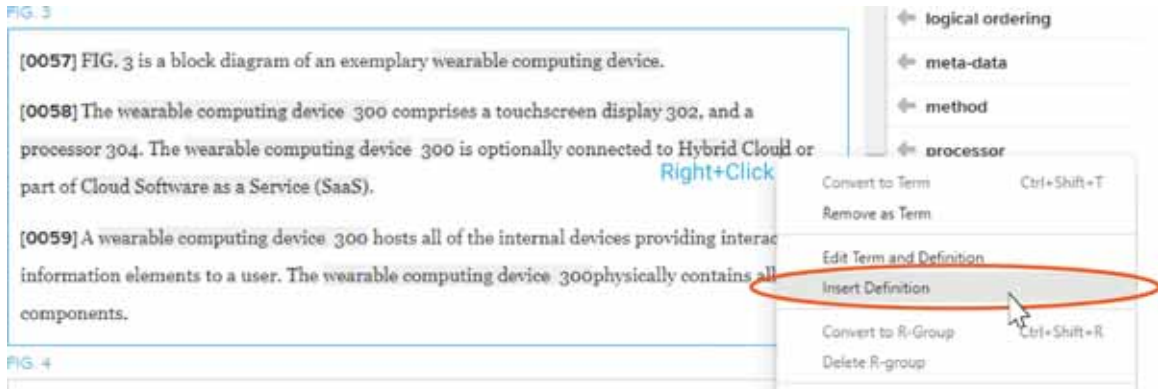 FIG. 3
[0057] FIG. 3 is a block diagram of an exemplary wearable computing device.
[0058] The wearable computing device 300 comprises a touchscreen display 302, and a
processor 304. The wearable computing device 300 is optionally connected to Hybrid Cloud or
part of Cloud Software as a Service (SaaS).
[0059] A wearable computing device 300 hosts all of the internal devices providing interac
information elements to a user. The wearable computing device 300physically contains all
components.
FIG. 4
logical ordering
meta-data
method
processor
Right+Click
Convert to Term Ctrl+Shift+T
Remove as Term
Edit Term and Definition
Insert Definition
Convert to R-Group Ctrl+Shift+R
Delete R-group